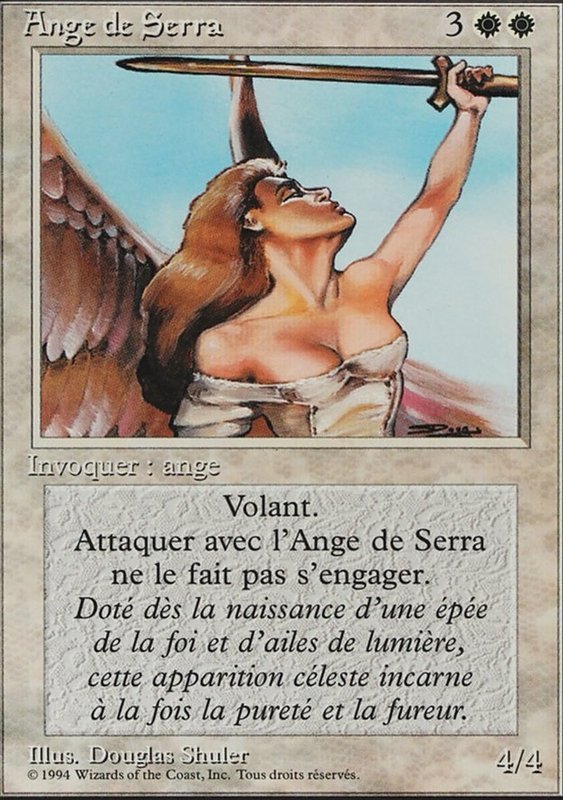 Ange de Serra
3
Invoquer : ange
Volant.
Attaquer avec l'Ange de Serra
ne le fait pas s'engager.
Doté dès la naissance d'une épée
de la foi et d'ailes de lumière,
cette apparition céleste incarne
à la fois la pureté et la fureur.
Illus. Douglas Shuler
4/4
© 1994 Wizards of the Coast, Inc. Tous droits réservés.